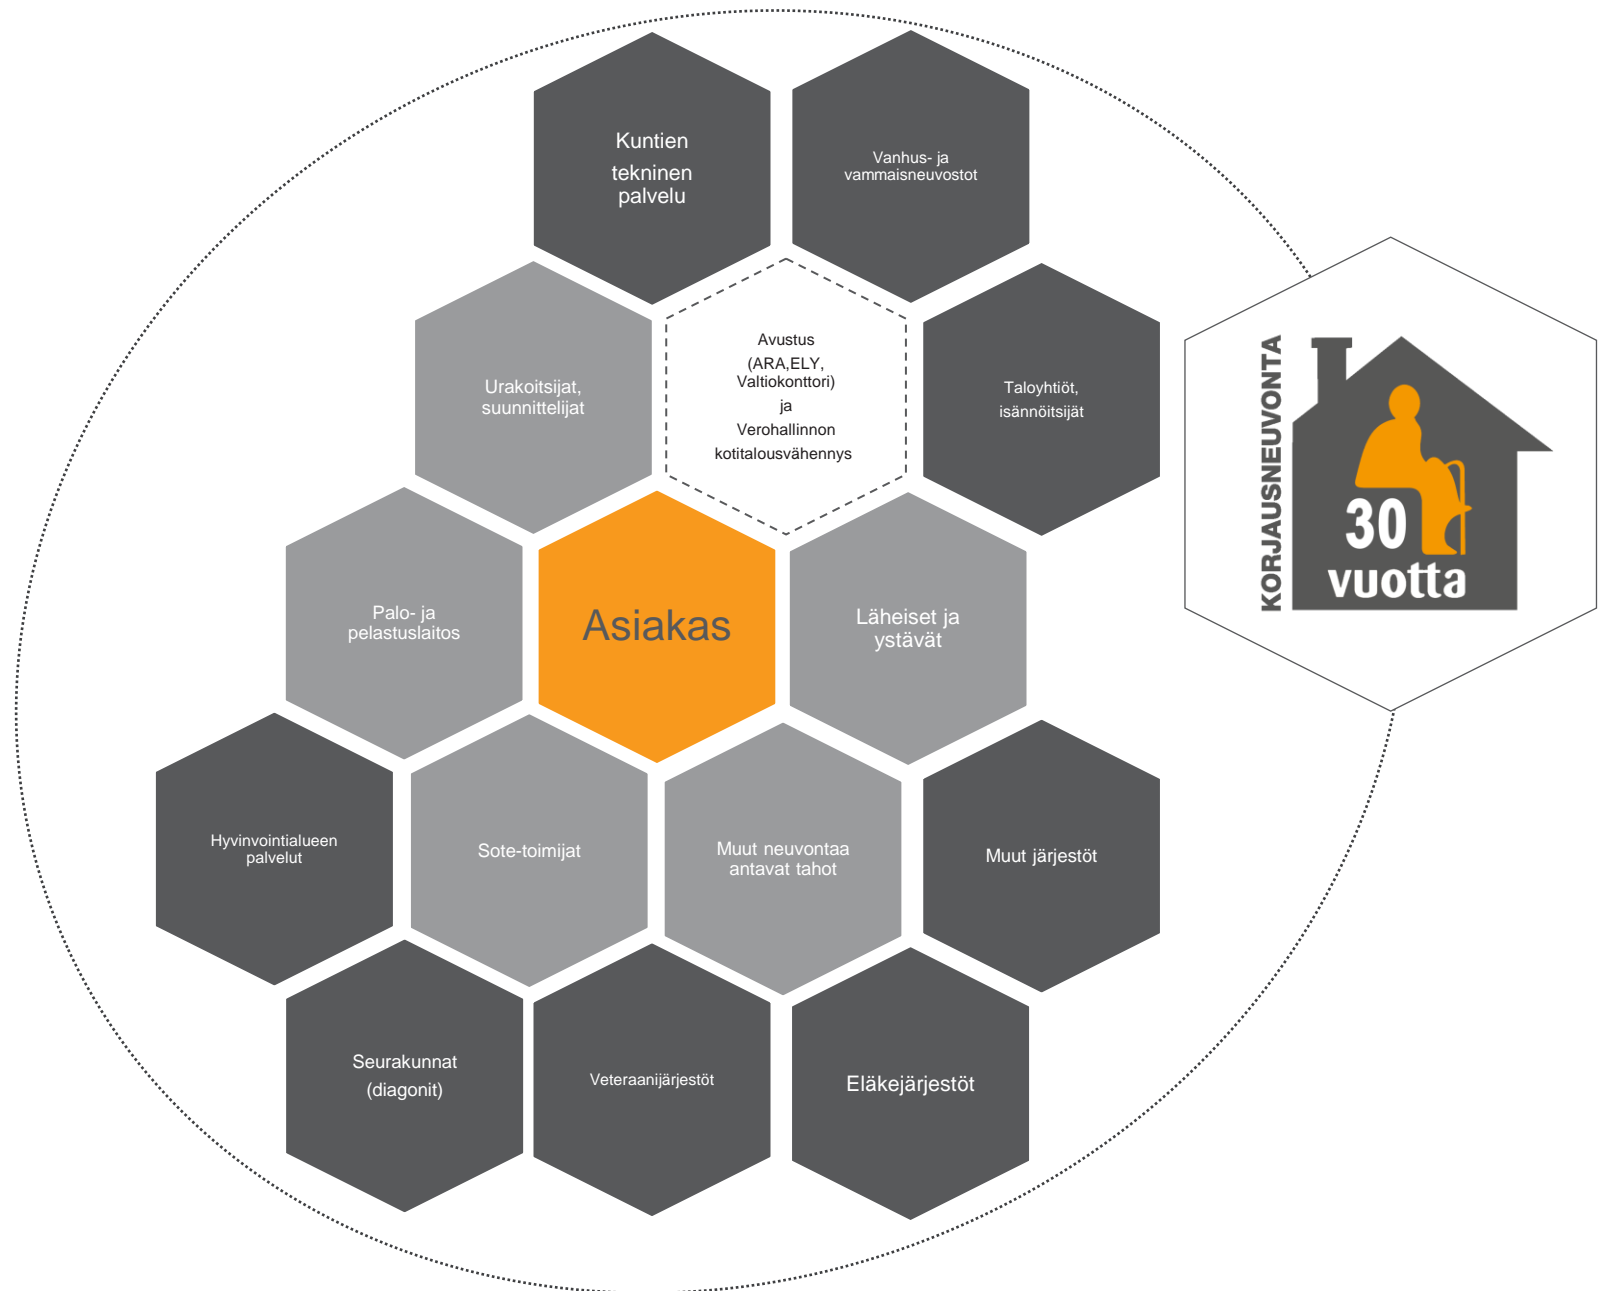 Kuntien
tekninen
palvelu
Vanhus- ja
vammaisneuvostot
Urakoitsijat,
suunnittelijat
Avustus
(ARA,ELY,
Valtiokonttori)
ja
Verohallinnon
kotitalousvähennys
Taloyhtiöt,
isännöitsijät
KORJAUSNEUVONTA
30
vuotta
Palo- ja
pelastuslaitos
Asiakas
Läheiset ja
ystävät
Hyvinvointialueen
palvelut
Sote-toimijat
Muut neuvontaa
antavat tahot
Muut järjestöt
Seurakunnat
(diagonit)
Veteraanijärjestöt
Eläkejärjestöt